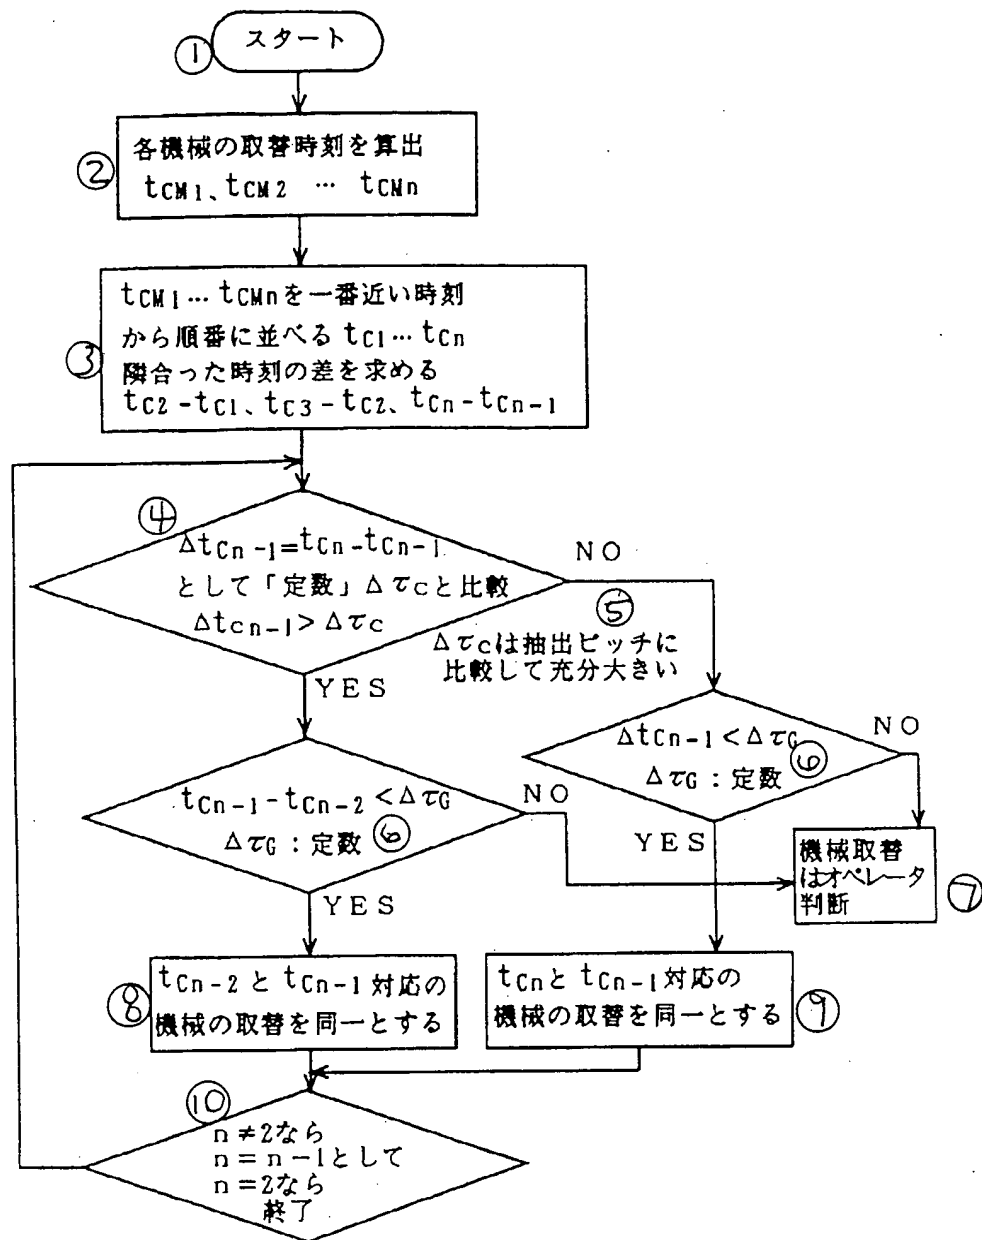 ① スタート
② 各機械の取替時刻を算出
tCM1、tCM2 … tCMn
tCM1…tCMnを一番近い時刻
から順番に並べる tC1…tCn
③ 隣合った時刻の差を求める
tC2-tC1、tC3-tC2、tCn-tCn-1
④
ΔtCn-1=tCn-tCn-1
として「定数」ΔτCと比較
Δtcn-1>ΔτC
NO
⑤
ΔτCは抽出ピッチに
比較して充分大きい
YES
ΔtCn-1<ΔτG
ΔτG:定数 ⑥
NO
YES
tCn-1-tCn-2<ΔτG
ΔτG:定数 ⑥
NO
YES
機械取替
はオペレータ
判断
⑦
⑧ tCn-2とtCn-1対応の
機械の取替を同一とする
tCnとtCn-1対応の
機械の取替を同一とする ⑨
⑩
n≠2なら
n=n-1として
n=2なら
終了